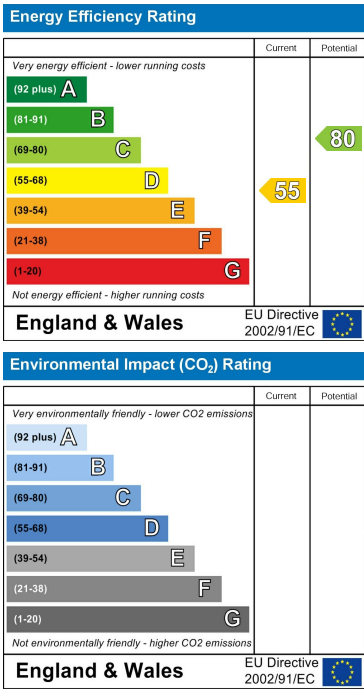 Energy Efficiency Rating
Current Potential
Very energy efficient - lower running costs
(92 plus) A
(81-91) B
(69-80) C
80
(55-68) D
55
(39-54) E
(21-38) F
(1-20) G
Not energy efficient - higher running costs
England & Wales
EU Directive
2002/91/EC
Environmental Impact (CO2) Rating
Current Potential
Very environmentally friendly - lower CO2 emissions
(92 plus) A
(81-91) B
(69-80) C
(55-68) D
(39-54) E
(21-38) F
(1-20) G
Not environmentally friendly - higher CO2 emissions
England & Wales
EU Directive
2002/91/EC